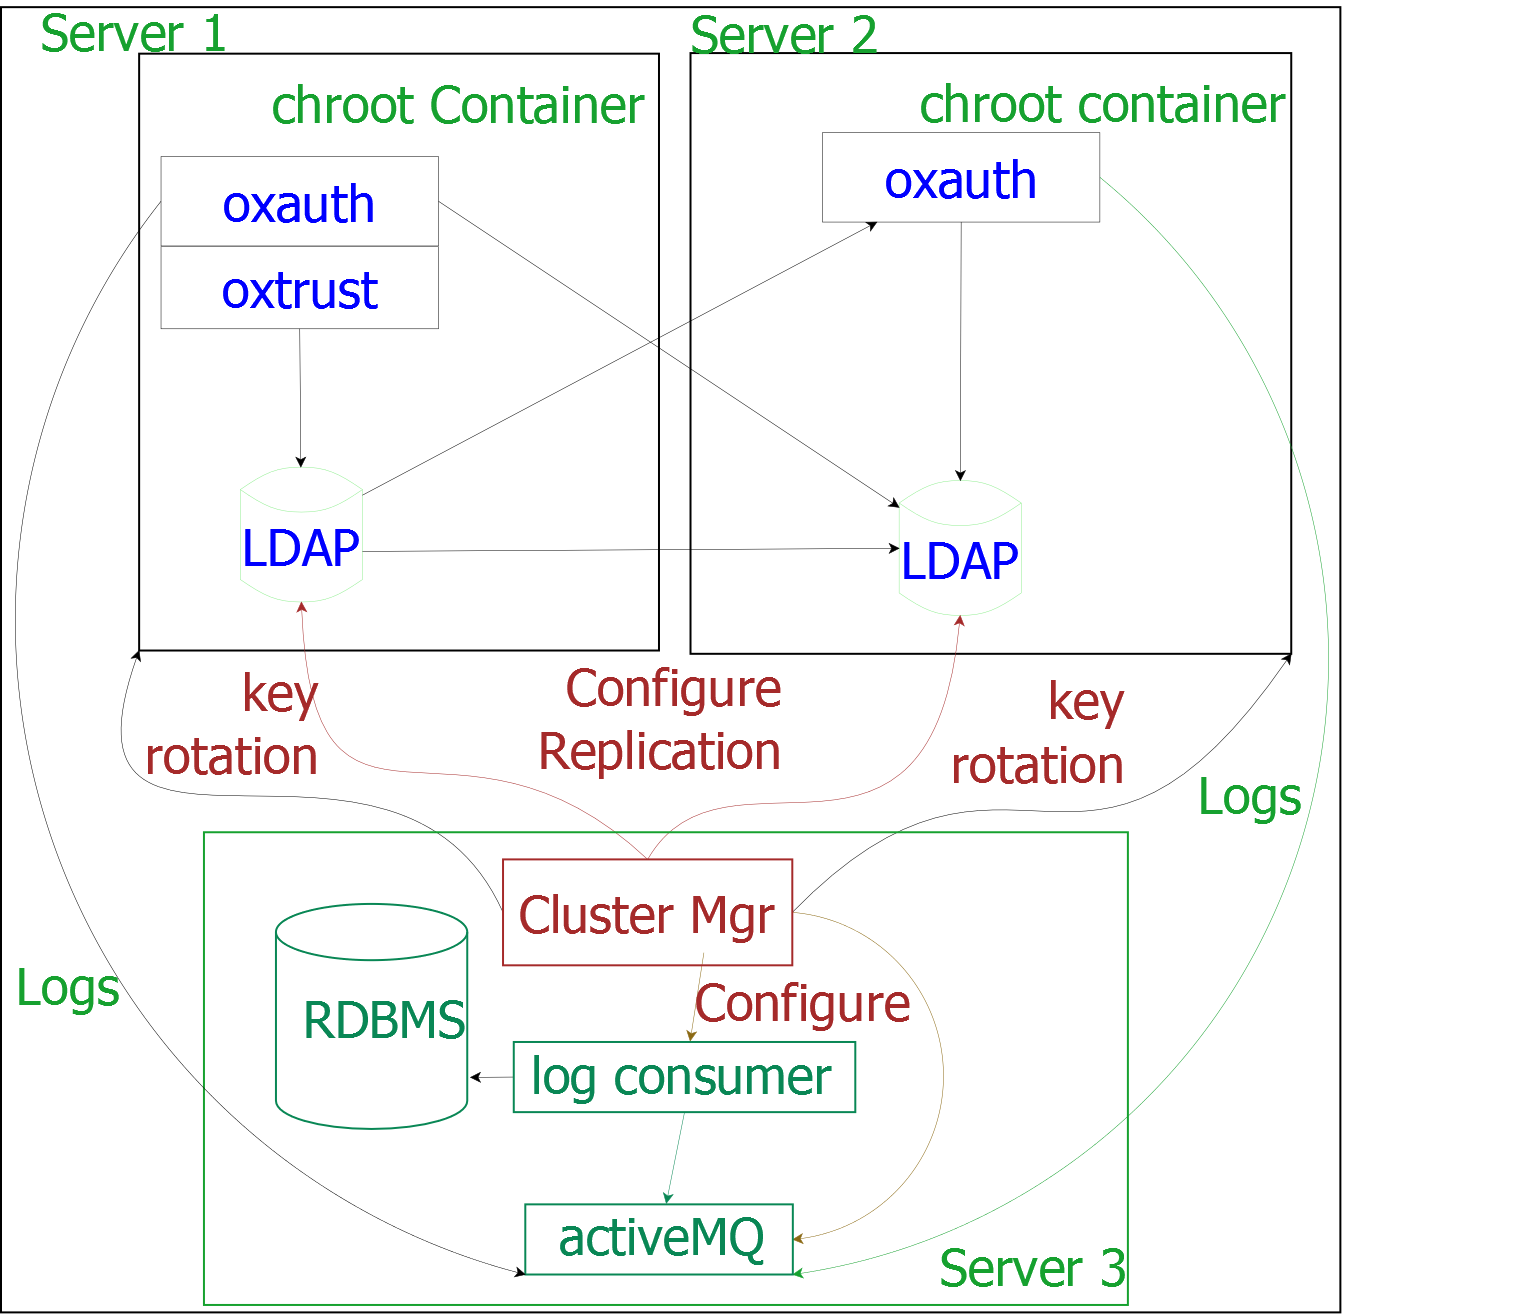 Server 1
Server 2
chroot Container
chroot container
oxauth
oxtrust
LDAP
oxauth
LDAP
key
rotation
Configure
Replication
key
rotation
Logs
Logs
Cluster Mgr
Configure
RDBMS
log consumer
activeMQ
Server 3